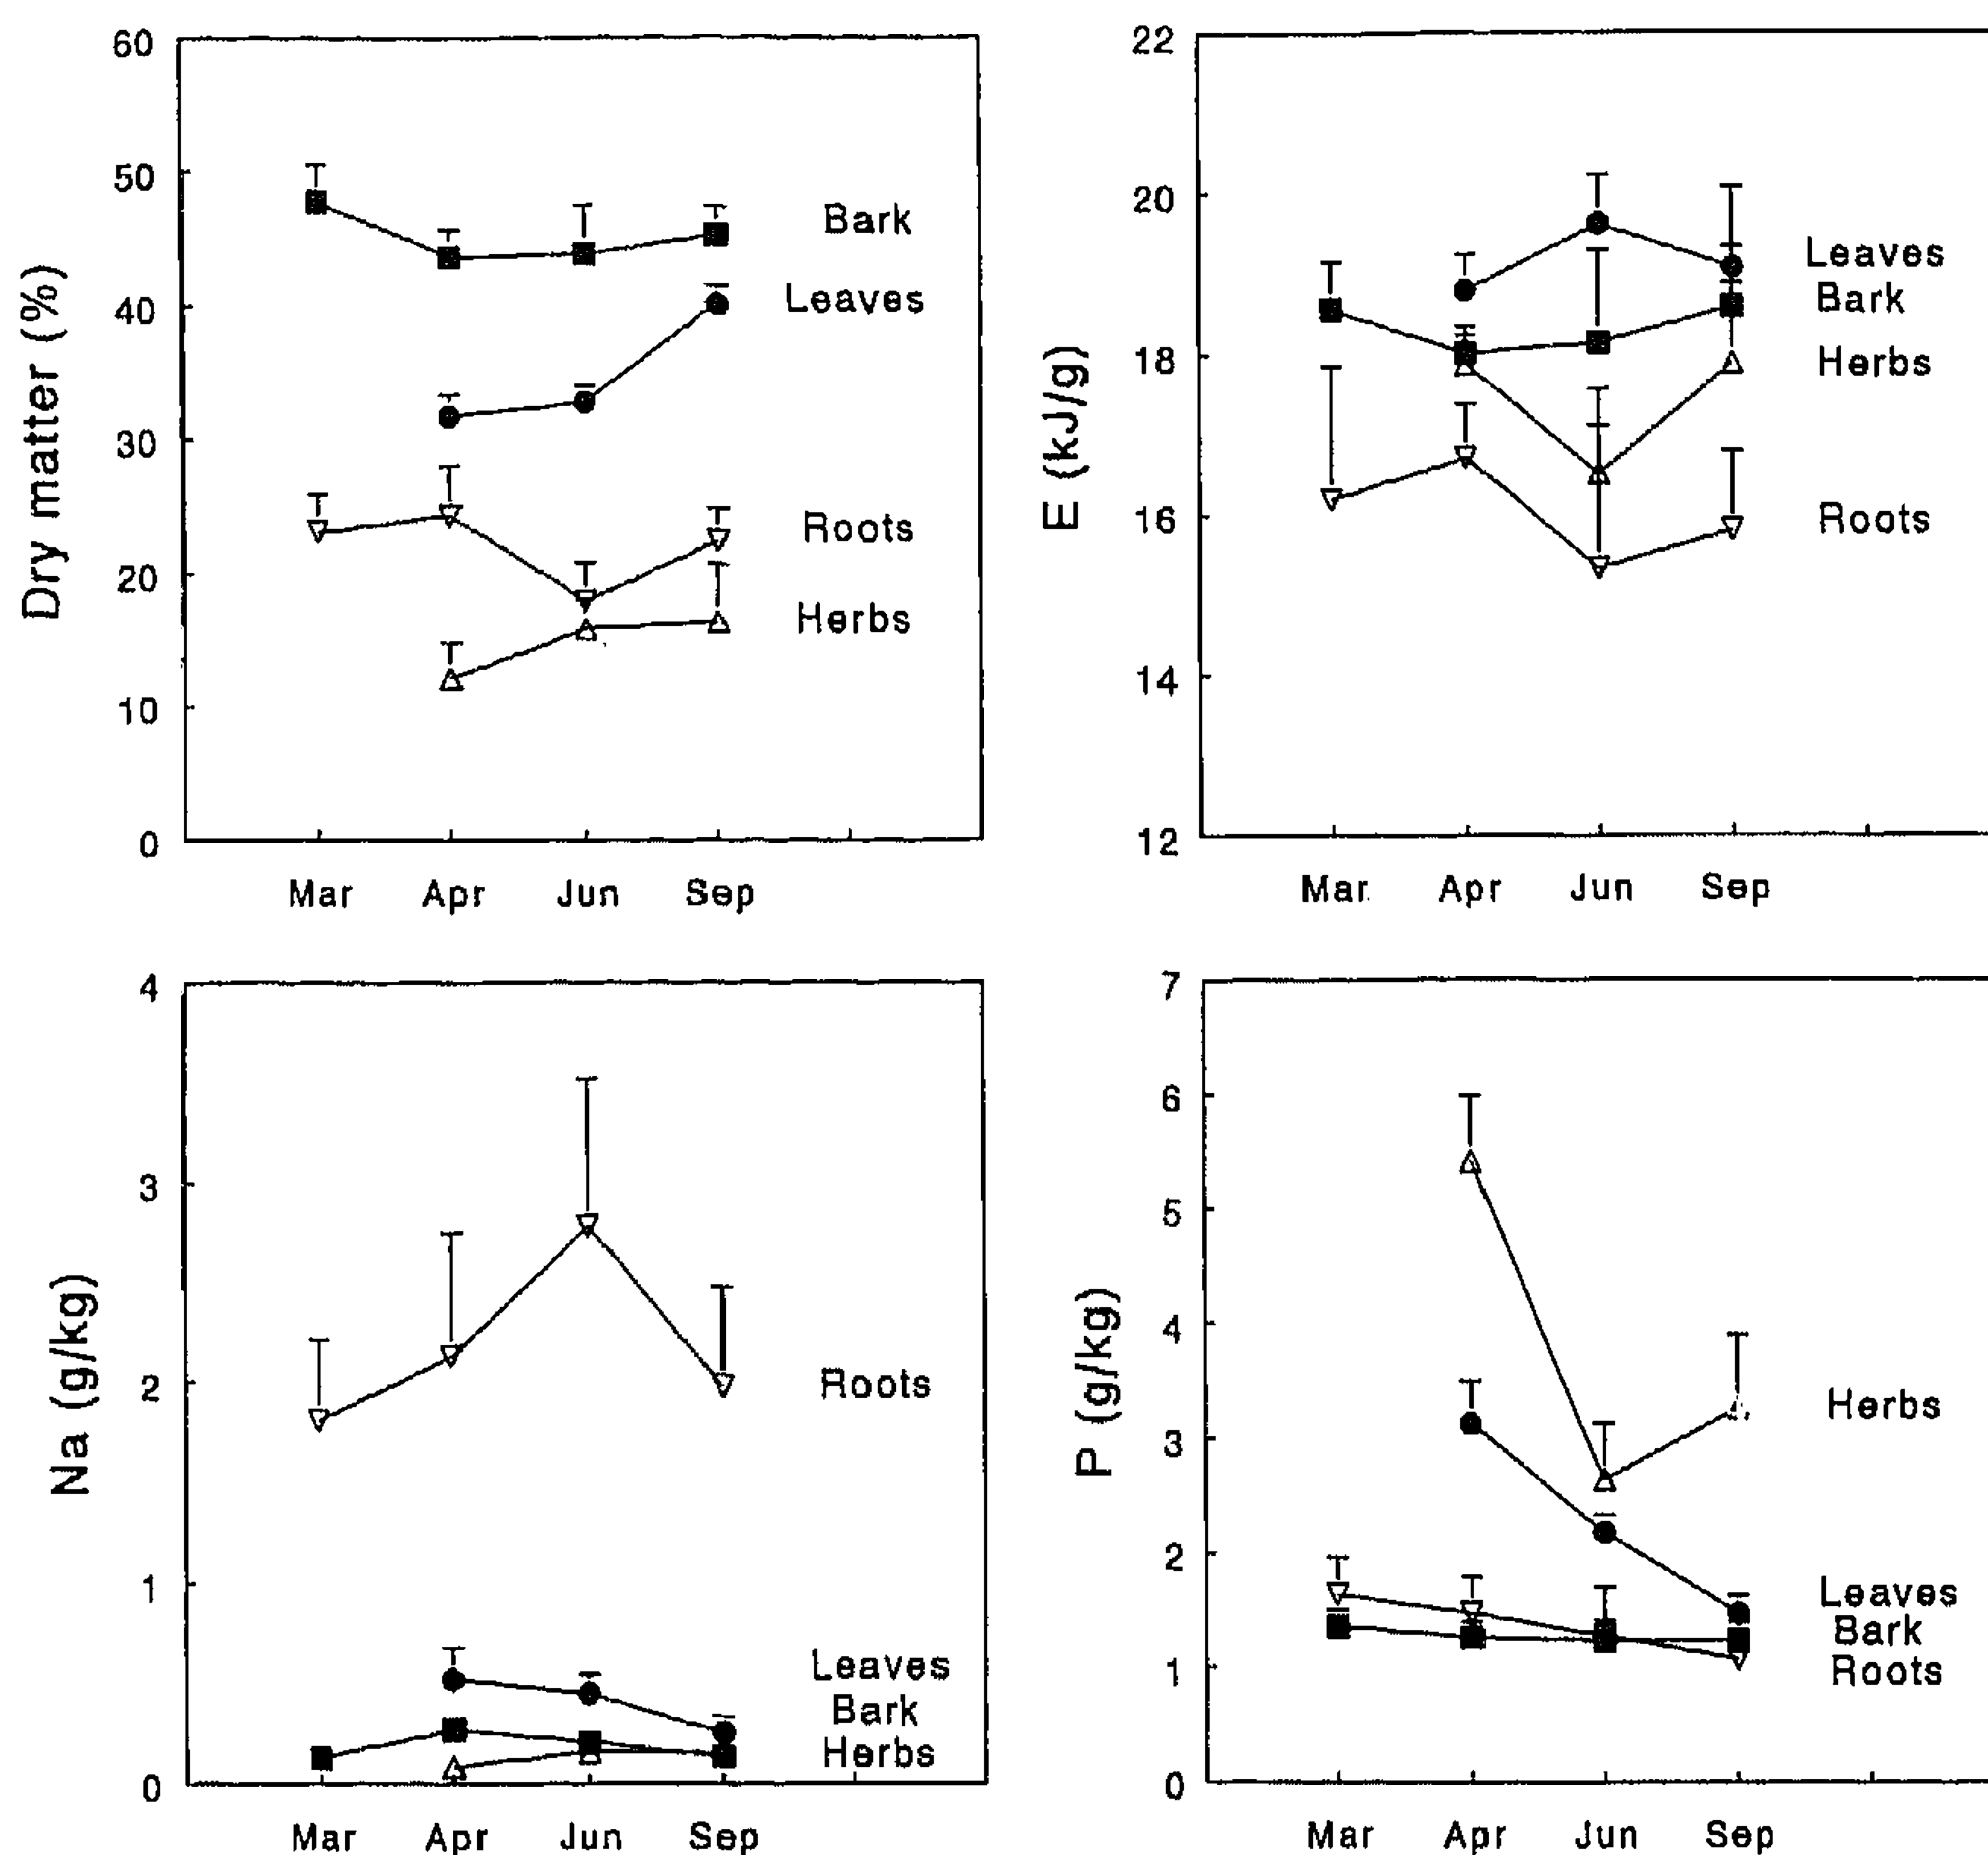 Dry matter (%)
60
50
40
30
20
10
0
Bark
Leaves
Roots
Herbs
Mar Apr Jun Sep
E (kJ/g)
22
20
18
16
14
12
Leaves
Bark
Herbs
Roots
Mar Apr Jun Sep
Na (g/kg)
4
3
2
1
0
Roots
Leaves
Bark
Herbs
Mar Apr Jun Sep
P (g/kg)
7
6
5
4
3
2
1
0
Herbs
Leaves
Bark
Roots
Mar Apr Jun Sep